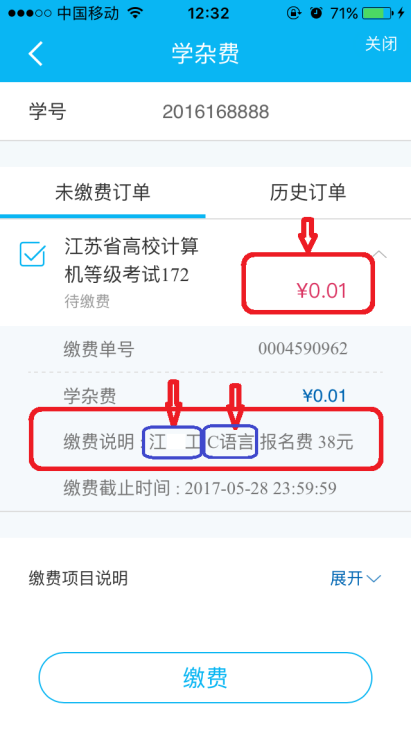 中国移动 12:32 71%
学杂费 关闭
学号 2016168888
未缴费订单 历史订单
江苏省高校计算
机等级考试172
¥0.01
待缴费
缴费单号 0004590962
学杂费 ¥0.01
缴费说明 : 江 工 C语言 报名费 38元
缴费截止时间 : 2017-05-28 23:59:59
缴费项目说明 展开
缴费